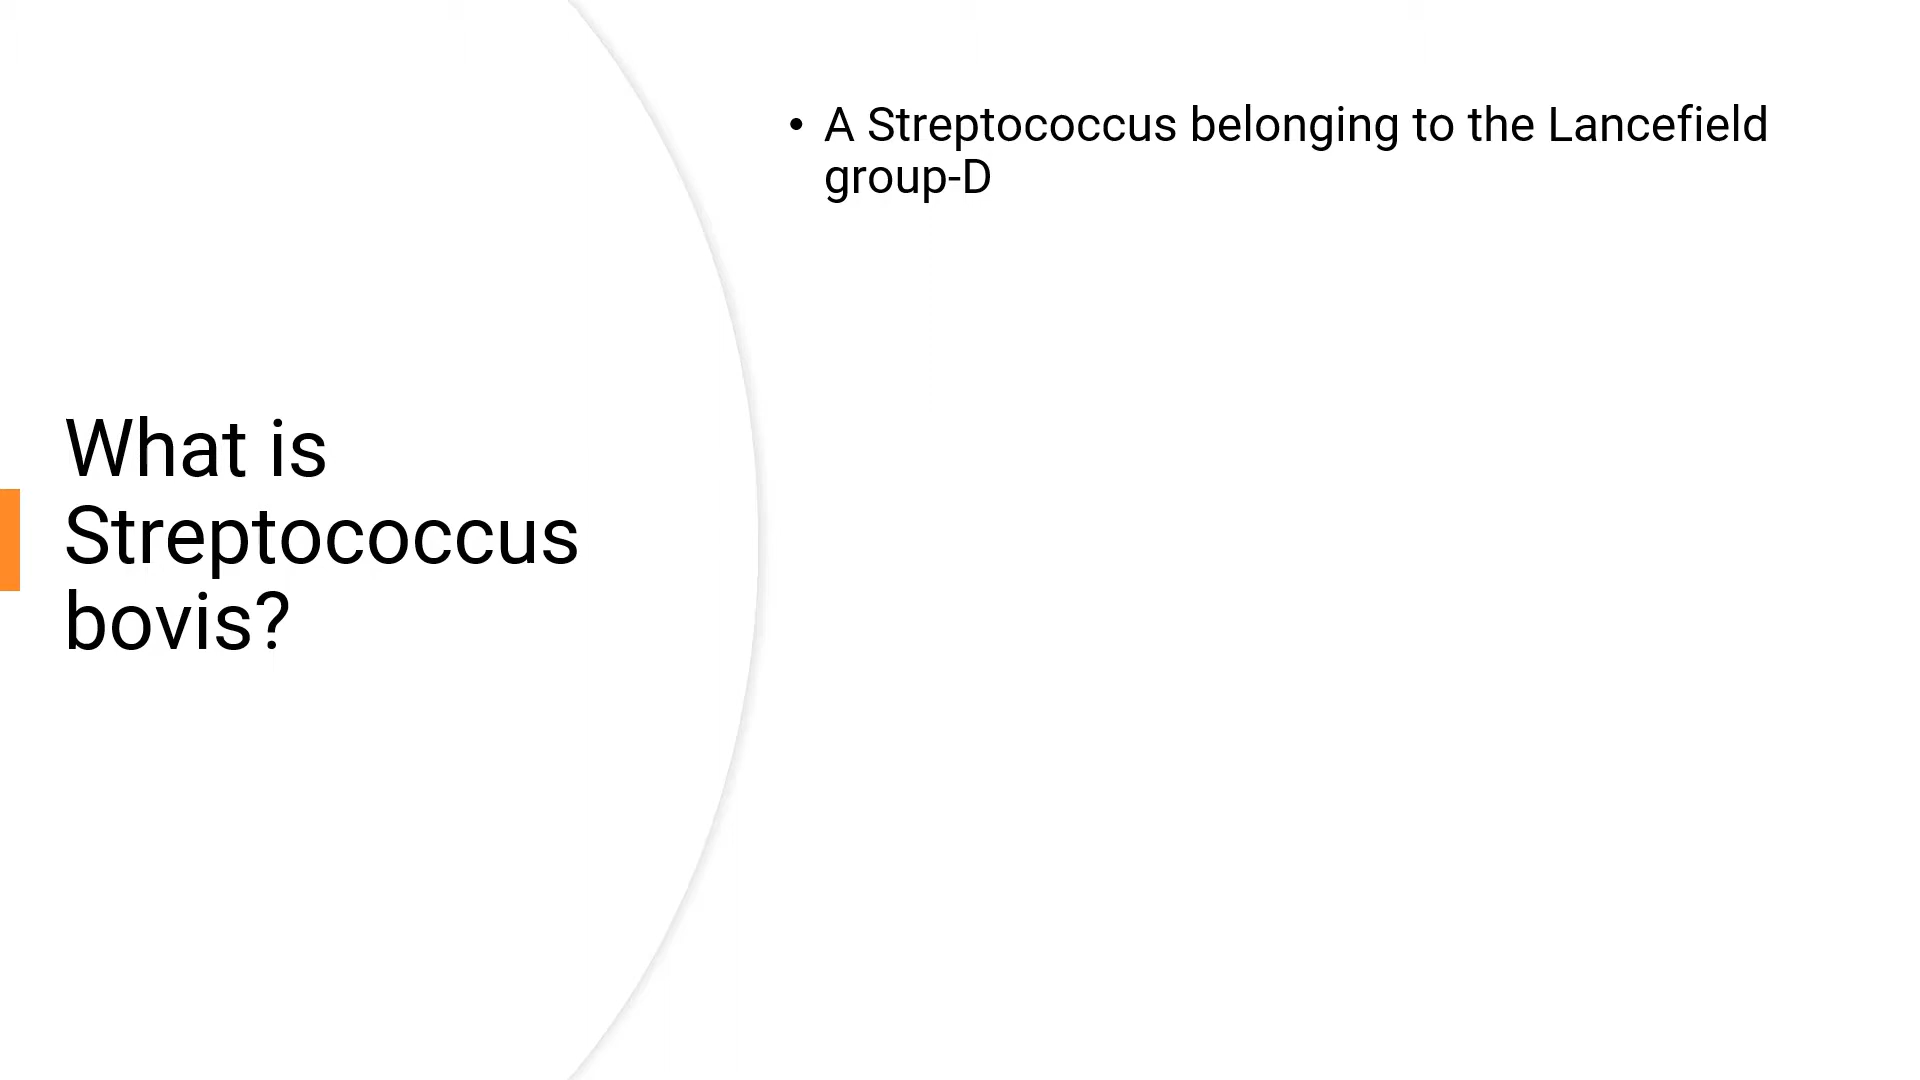 What is
Streptococcus
bovis?
• A Streptococcus belonging to the Lancefield
group-D